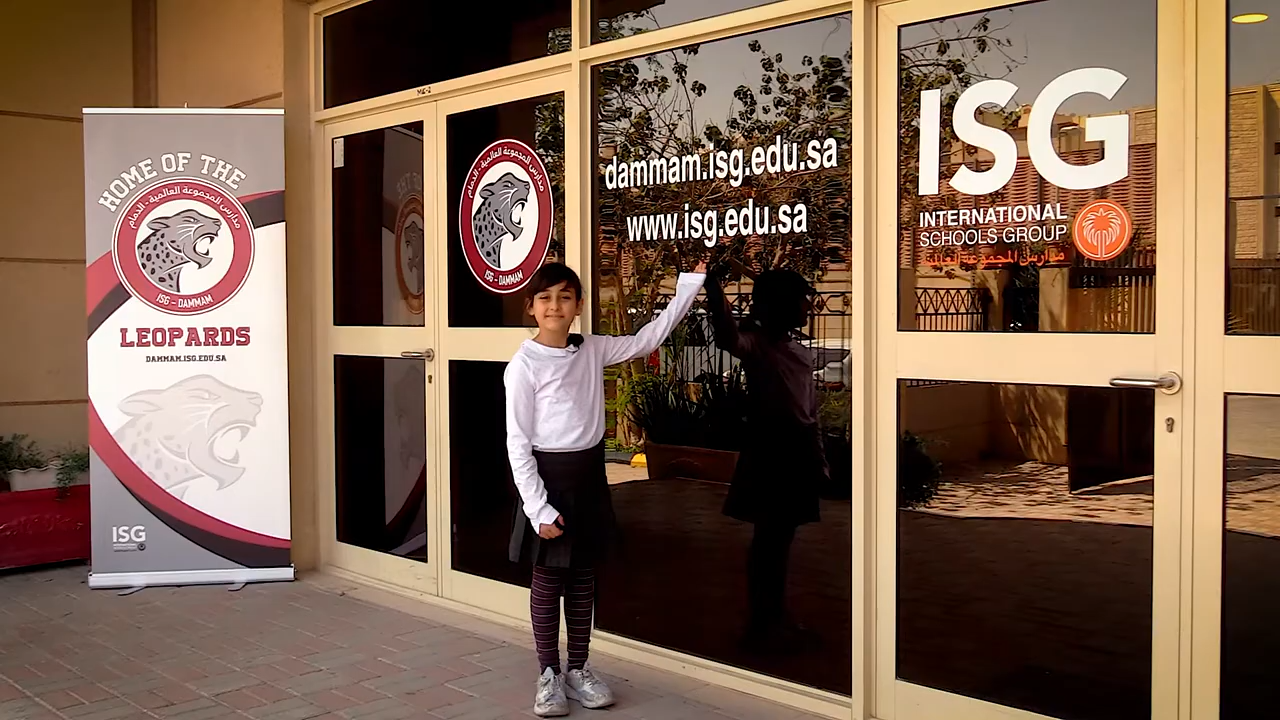 HOME OF THE
مدارس المجموعة العالمية - الدمام
ISG - DAMMAM
LEOPARDS
DAMMAM.ISG.EDU.SA
ISG
مدارس المجموعة العالمية - الدمام
ISG - DAMMAM
dammam.isg.edu.sa
www.isg.edu.sa
ISG
INTERNATIONAL
SCHOOLS GROUP
مدارس المجموعة العالمية